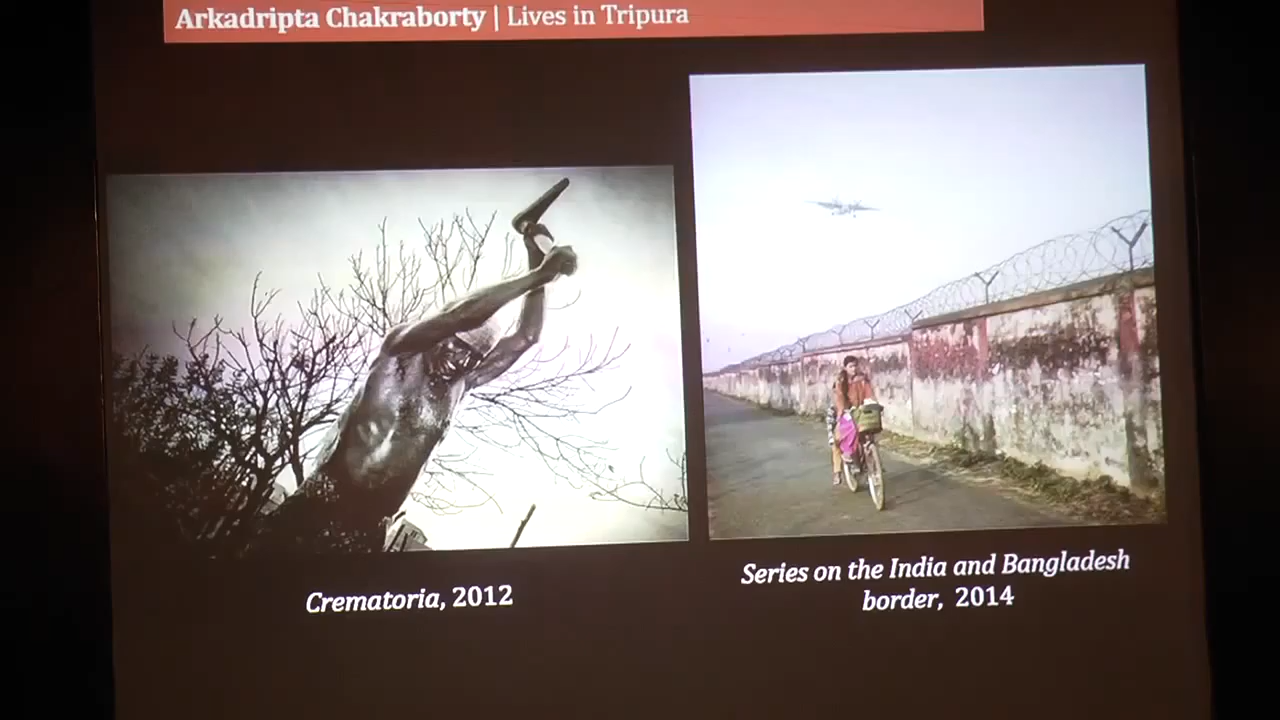 Arkadripta Chakraborty | Lives in Tripura
Crematoria, 2012
Series on the India and Bangladesh
border, 2014